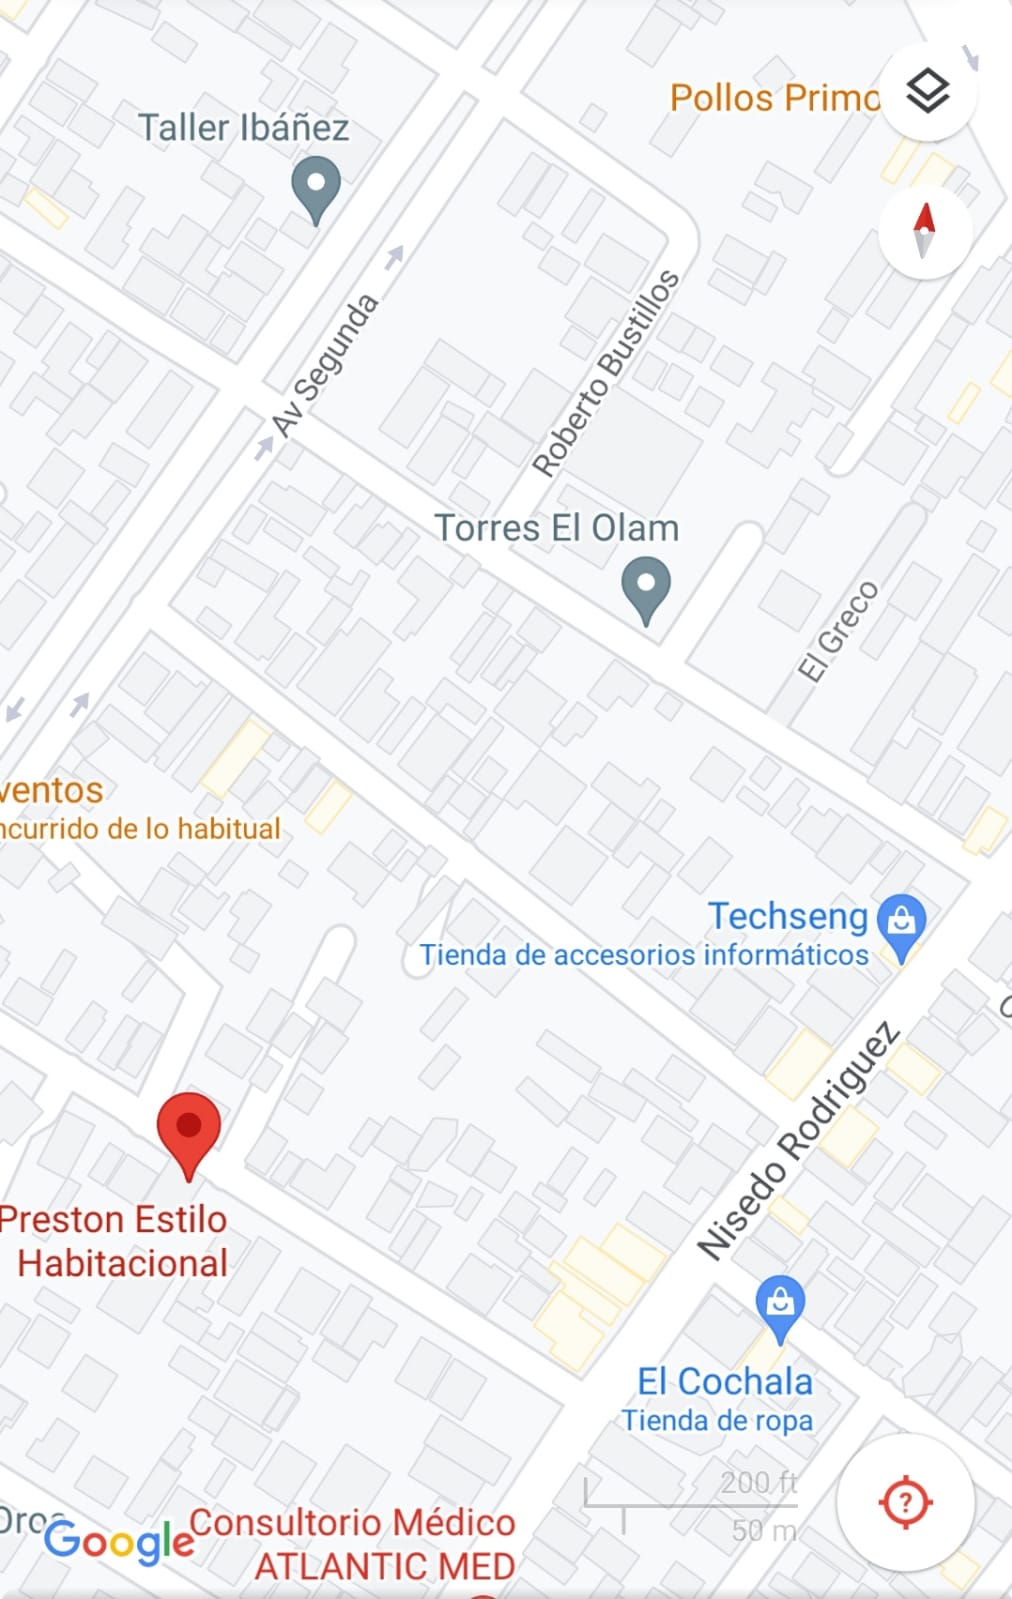 Pollos Primo
Taller Ibáñez
Av Segunda
Roberto Bustillos
Torres El Olam
El Greco
ventos
ncurrido de lo habitual
Techseng
Tienda de accesorios informáticos
Nisedo Rodriguez
Preston Estilo
Habitacional
El Cochala
Tienda de ropa
200 ft
50 m
?
Oros
Google
Consultorio Médico
ATLANTIC MED